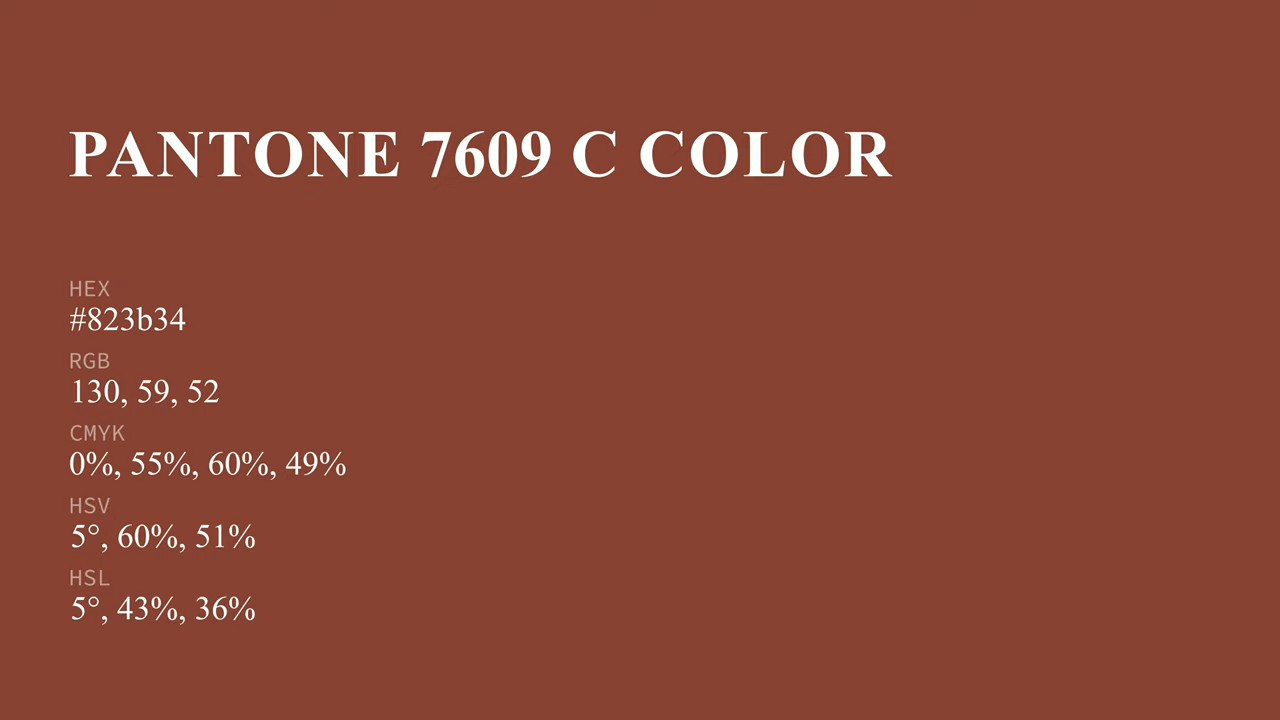 PANTONE 7609 C COLOR
HEX
#823b34
RGB
130, 59, 52
CMYK
0%, 55%, 60%, 49%
HSV
5°, 60%, 51%
HSL
5°, 43%, 36%